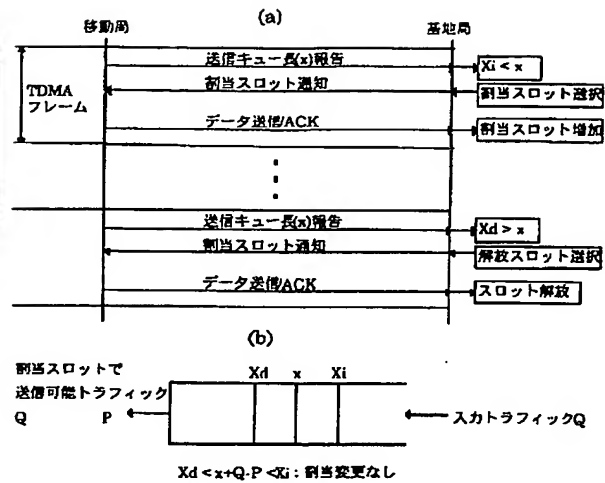 (a)
移動局
基地局
TDMA
フレーム
送信キュー長(x)報告
Xi < x
割当スロット通知
割当スロット選択
データ送信/ACK
割当スロット増加
送信キュー長(x)報告
Xd > x
割当スロット通知
解放スロット選択
データ送信/ACK
スロット解放
(b)
割当スロットで
送信可能トラフィック
Q P
Xd x Xi
入力トラフィックQ
Xd < x+Q-P <Xi : 割当変更なし